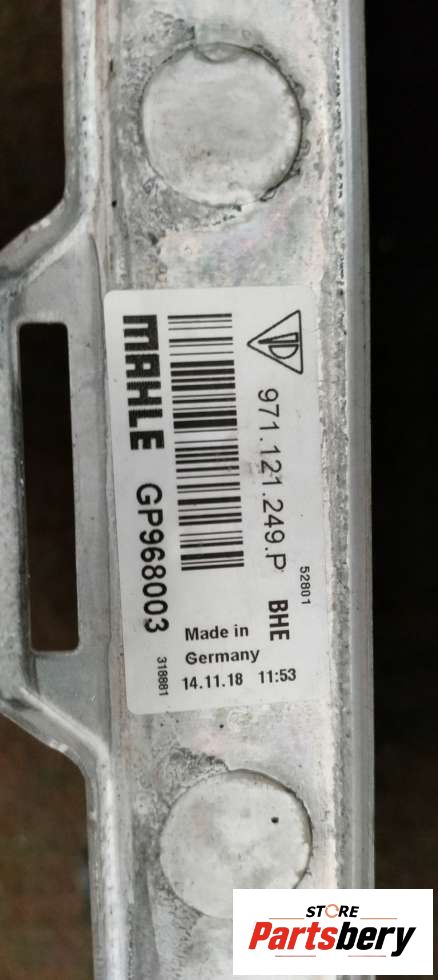 MAHLE
GP968003
318881
971.121.249.P
52801
BHE
Made in
Germany
14.11.18 11:53
STORE
Partsbery